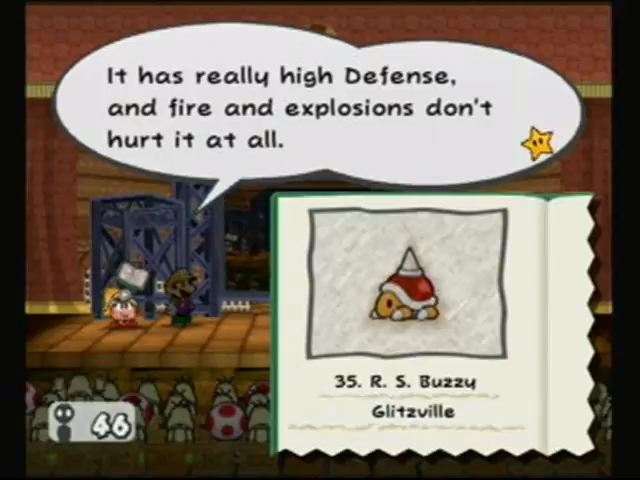 It has really high Defense,
and fire and explosions don't
hurt it at all.
35. R. S. Buzzy
Glitzville
46